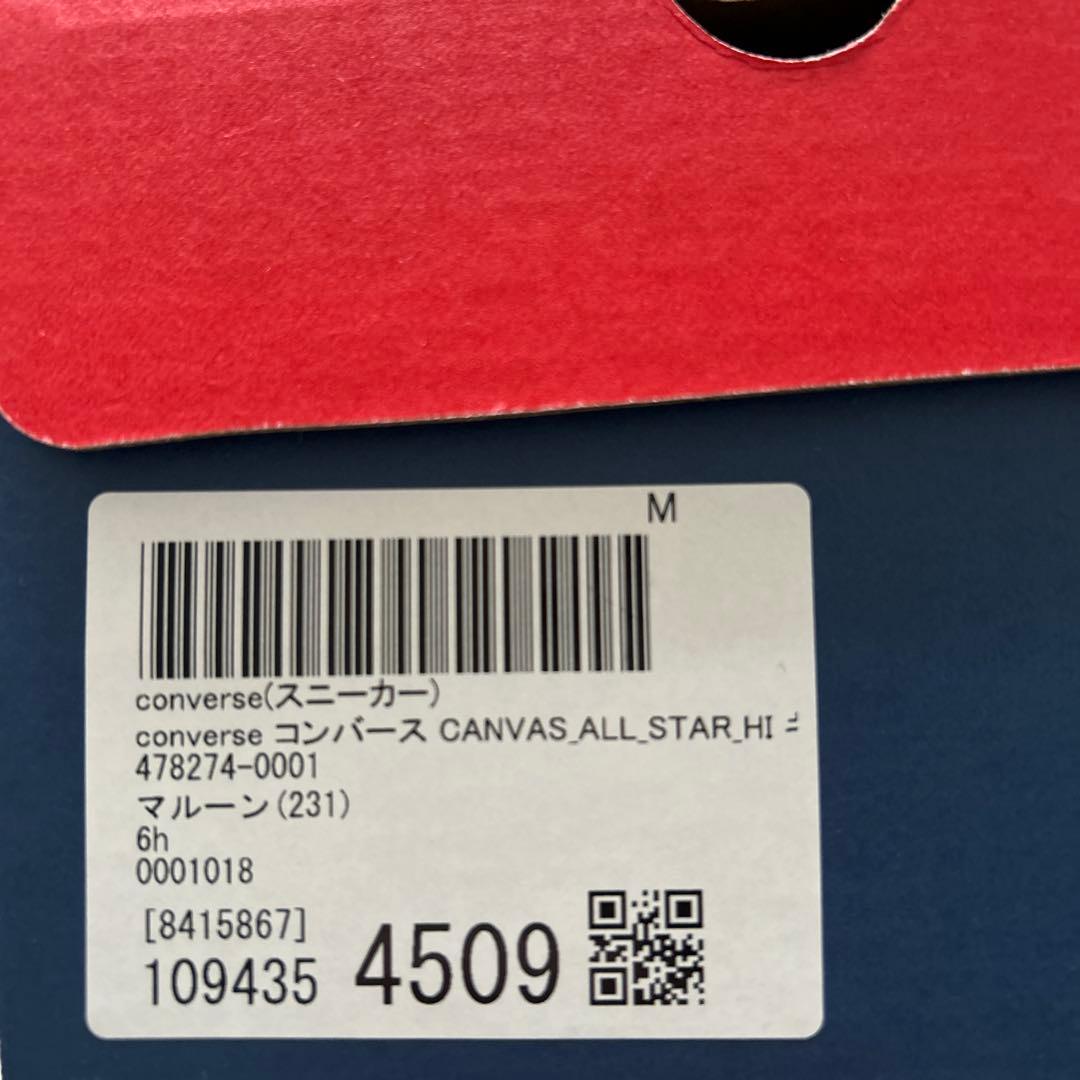 M
converse(スニーカー)
converse コンバース CANVAS_ALL_STAR_HI
478274-0001
マルーン(231)
6h
0001018
[8415867]
109435 4509